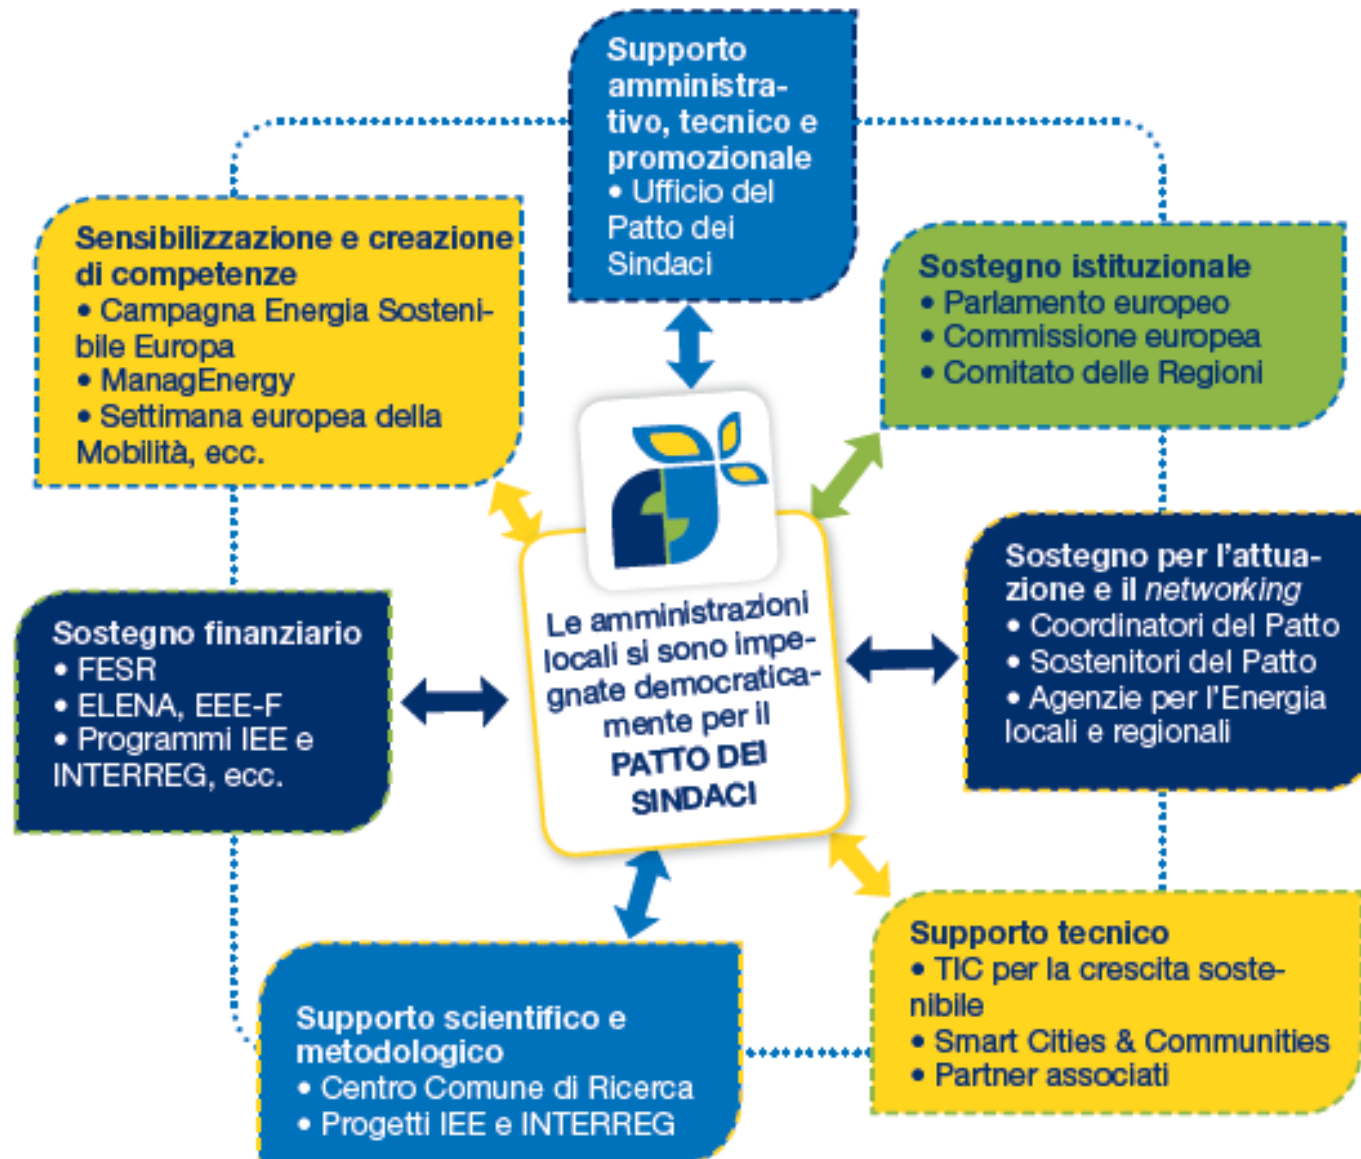 Supporto
amministra-
tivo, tecnico e
promozionale
• Ufficio del
Patto dei
Sindaci
Sensibilizzazione e creazione
di competenze
• Campagna Energia Sosteni-
bile Europa
• ManagEnergy
• Settimana europea della
Mobilità, ecc.
Sostegno istituzionale
• Parlamento europeo
• Commissione europea
• Comitato delle Regioni
Sostegno finanziario
• FESR
• ELENA, EEE-F
• Programmi IEE e
INTERREG, ecc.
Le amministrazioni
locali si sono impe-
gnate democratica-
mente per il
PATTO DEI
SINDACI
Sostegno per l'attua-
zione e il networking
• Coordinatori del Patto
• Sostenitori del Patto
• Agenzie per l'Energia
locali e regionali
Supporto scientifico e
metodologico
• Centro Comune di Ricerca
• Progetti IEE e INTERREG
Supporto tecnico
• TIC per la crescita soste-
nibile
• Smart Cities & Communities
• Partner associati